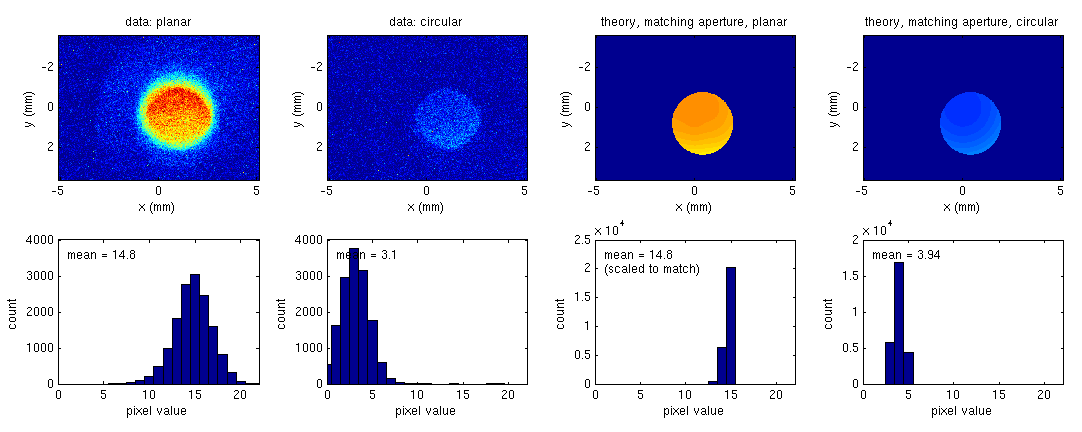 data: planar
data: circular
theory, matching aperture, planar
theory, matching aperture, circular
y (mm)
-2
0
2
-5
0
5
x (mm)
y (mm)
-2
0
2
-5
0
5
x (mm)
y (mm)
-2
0
2
-5
0
5
x (mm)
y (mm)
-2
0
2
-5
0
5
x (mm)
count
4000
3000
2000
1000
0
mean = 14.8
0
5
10
15
20
pixel value
count
4000
3000
2000
1000
0
mean = 3.1
0
5
10
15
20
pixel value
count
× 10^4
2.5
2
1.5
1
0.5
0
mean = 14.8
(scaled to match)
0
5
10
15
20
pixel value
count
× 10^4
2
1.5
1
0.5
0
mean = 3.94
0
5
10
15
20
pixel value